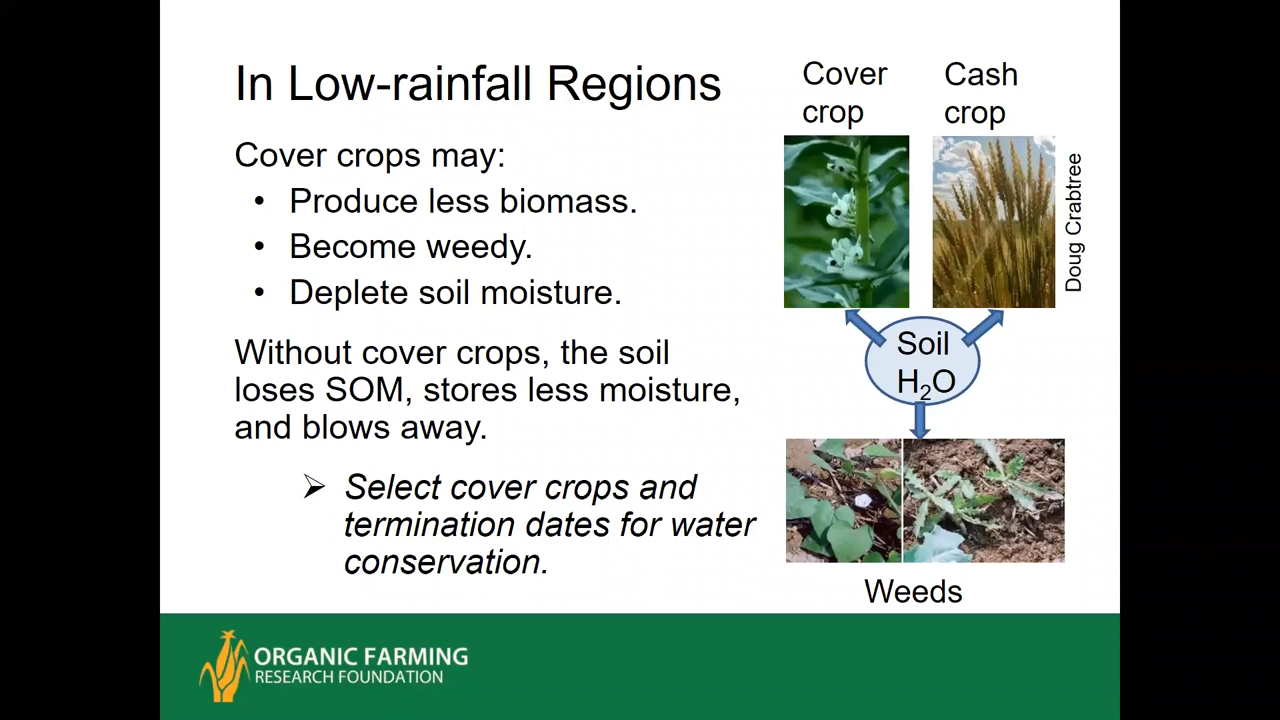 In Low-rainfall Regions
Cover crops may:
• Produce less biomass.
• Become weedy.
• Deplete soil moisture.
Without cover crops, the soil
loses SOM, stores less moisture,
and blows away.
➢ Select cover crops and
termination dates for water
conservation.
Cover
crop
Cash
crop
Doug Crabtree
Soil
H₂O
Weeds
ORGANIC FARMING
RESEARCH FOUNDATION